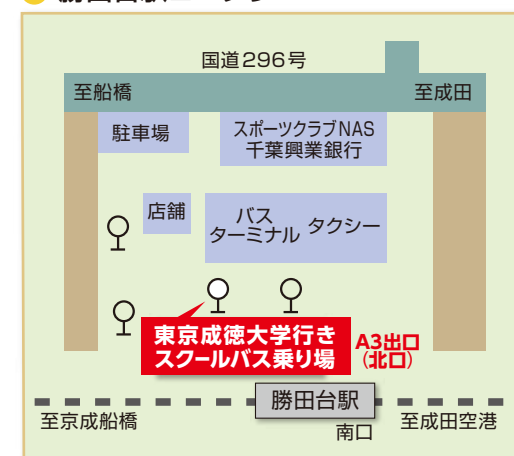 国道296号
至船橋
至成田
駐車場
スポーツクラブNAS
千葉興業銀行
店舗
バス
ターミナル
タクシー
東京成徳大学行き
スクールバス乗り場
A3出口
(北口)
勝田台駅
至京成船橋
南口
至成田空港